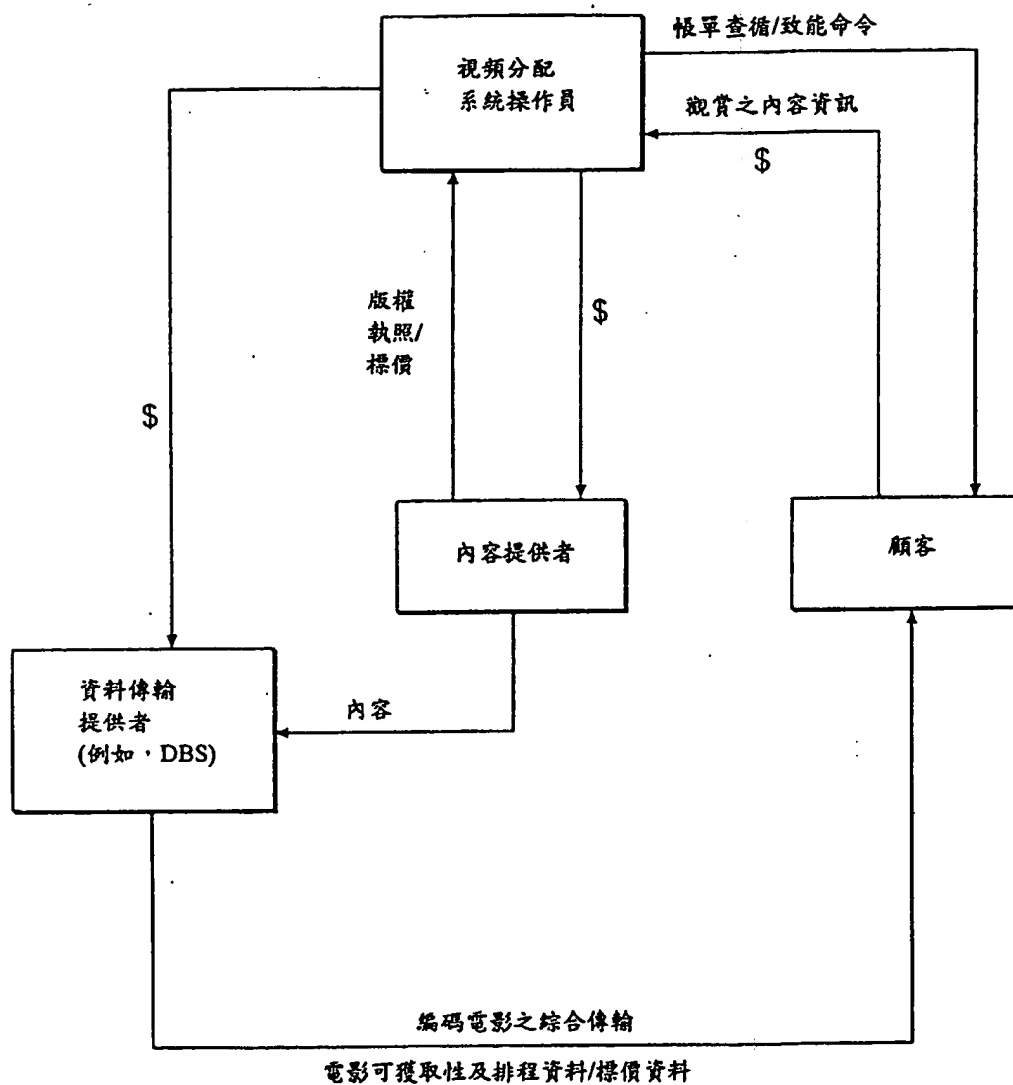 帳單查循/致能命令
視頻分配
系統操作員
觀賞之內容資訊
$
版權
執照/
標價
$
$
內容提供者
顧客
資料傳輸
提供者
(例如,DBS)
內容
編碼電影之綜合傳輸
電影可獲取性及排程資料/標價資料